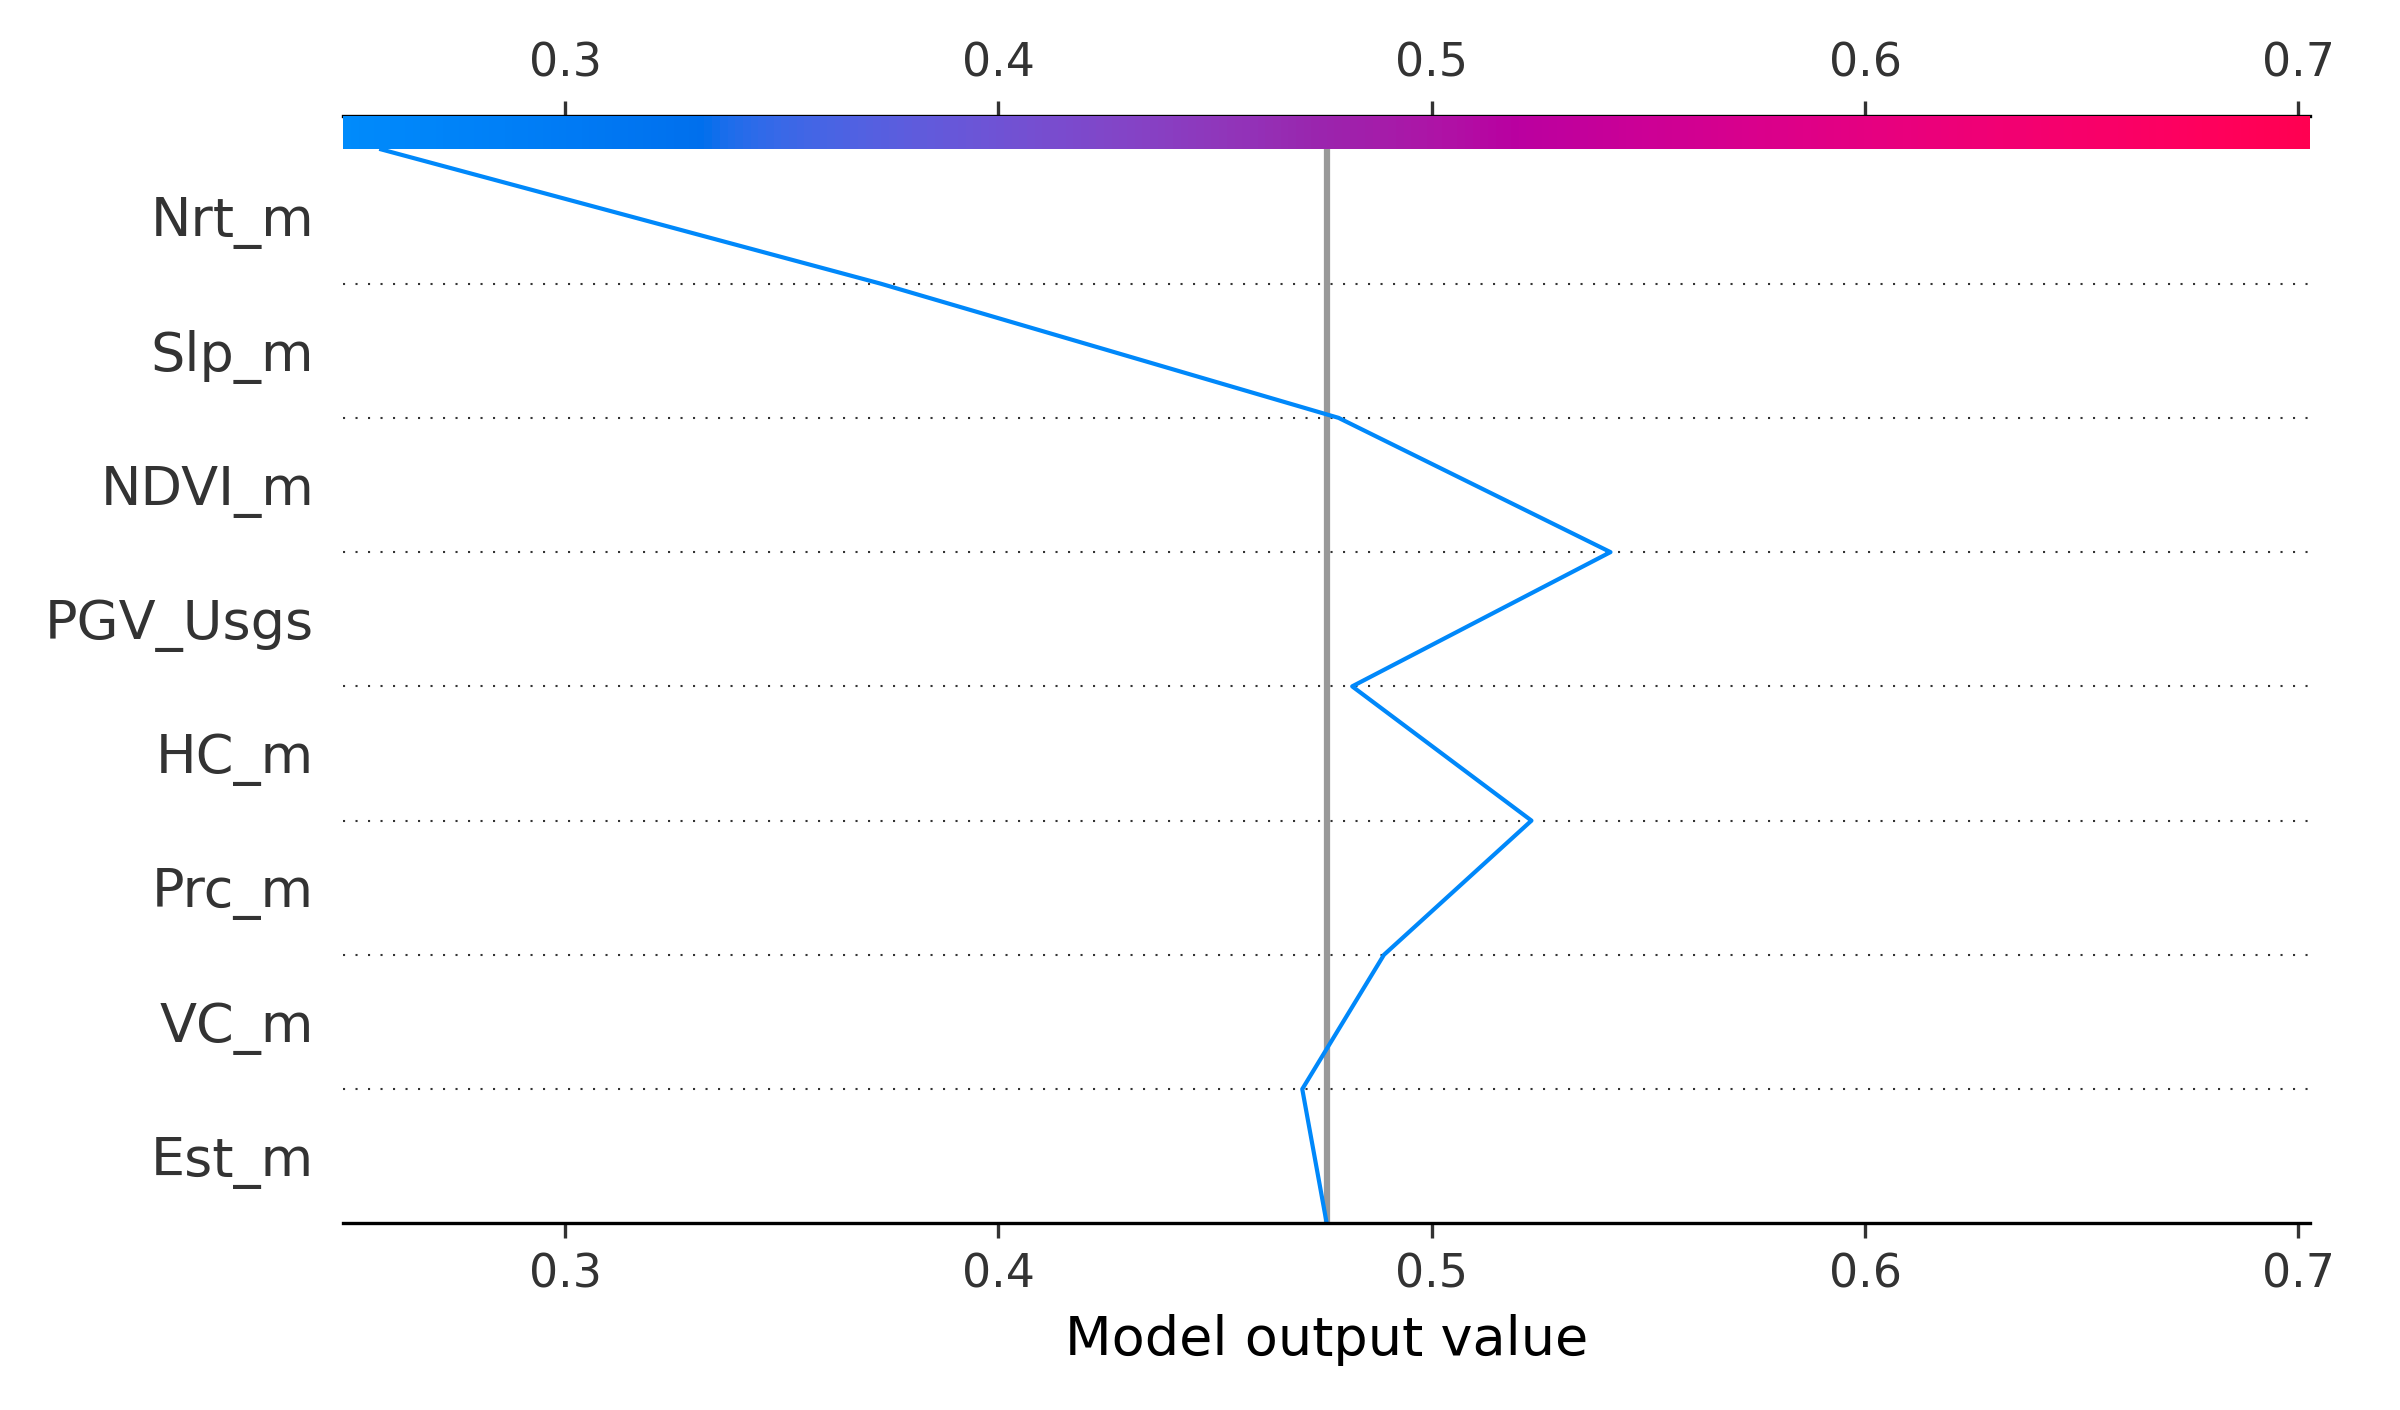 0.3 0.4 0.5 0.6 0.7
Nrt_m
Slp_m
NDVI_m
PGV_Usgs
HC_m
Prc_m
VC_m
Est_m
0.3 0.4 0.5 0.6 0.7
Model output value